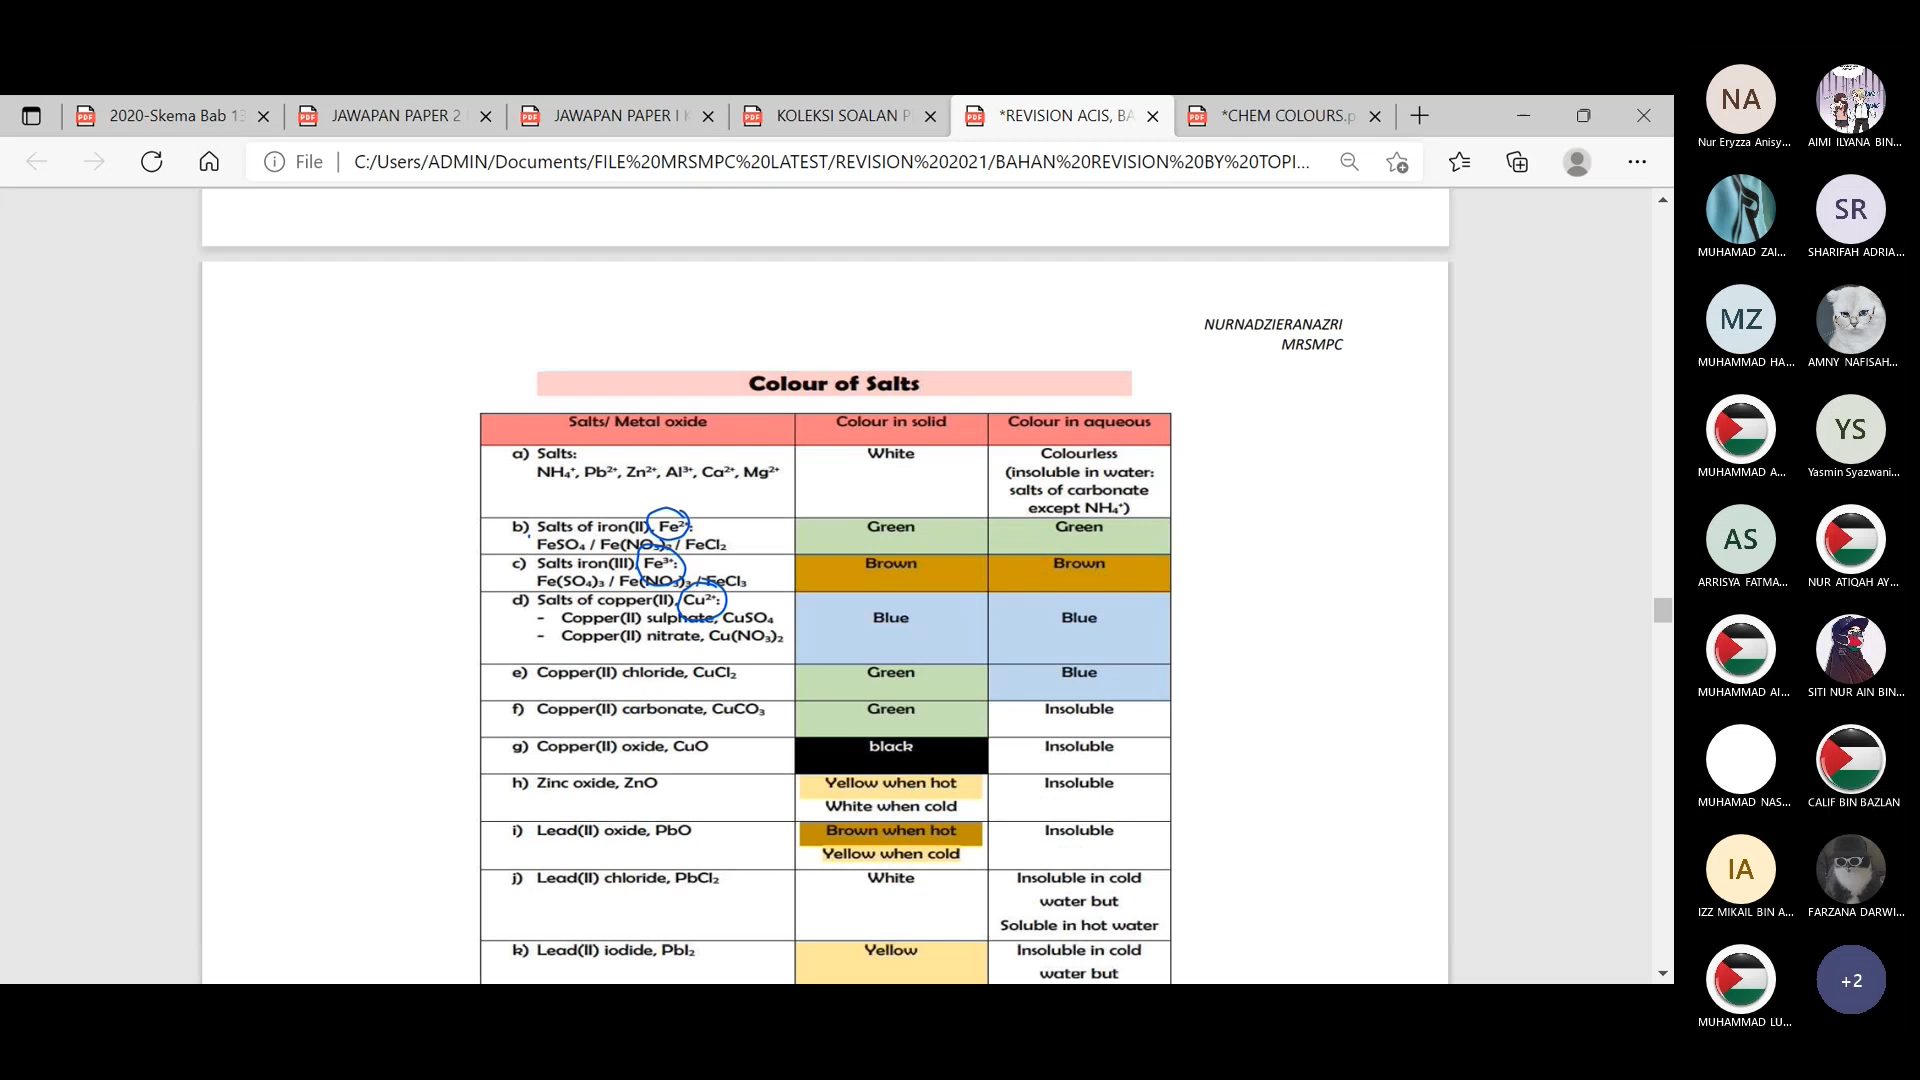 2020-Skema Bab 13
JAWAPAN PAPER 2
JAWAPAN PAPER I K
KOLEKSI SOALAN P
*REVISION ACIS, BA
*CHEM COLOURS.p
File
C:/Users/ADMIN/Documents/FILE%20MRSMPC%20LATEST/REVISION%202021/BAHAN%20REVISION%20BY%20TOPI...
NURNADZIERANAZRI
MRSMPC
Colour of Salts
Salts/ Metal oxide
Colour in solid
Colour in aqueous
a) Salts:
NH₄⁺, Pb²⁺, Zn²⁺, Al³⁺, Ca²⁺, Mg²⁺
White
Colourless
(insoluble in water:
salts of carbonate
except NH₄⁺)
b) Salts of iron(II), Fe²⁺:
FeSO₄ / Fe(NO₃)₂ / FeCl₂
Green
Green
c) Salts iron(III), Fe³⁺:
Fe(SO₄)₃ / Fe(NO₃)₃ / FeCl₃
Brown
Brown
d) Salts of copper(II), Cu²⁺:
- Copper(II) sulphate, CuSO₄
- Copper(II) nitrate, Cu(NO₃)₂
Blue
Blue
e) Copper(II) chloride, CuCl₂
Green
Blue
f) Copper(II) carbonate, CuCO₃
Green
Insoluble
g) Copper(II) oxide, CuO
black
Insoluble
h) Zinc oxide, ZnO
Yellow when hot
White when cold
Insoluble
i) Lead(II) oxide, PbO
Brown when hot
Yellow when cold
Insoluble
j) Lead(II) chloride, PbCl₂
White
Insoluble in cold
water but
Soluble in hot water
k) Lead(II) iodide, PbI₂
Yellow
Insoluble in cold
water but
NA
Nur Eryzza Anisy...
AIMI ILYANA BIN...
MUHAMAD ZAI...
SR
SHARIFAH ADRIA...
MZ
MUHAMMAD HA...
AMNY NAFISAH...
MUHAMMAD A...
YS
Yasmin Syazwani...
AS
ARRISYA FATMA...
NUR ATIQAH AY...
MUHAMMAD AI...
SITI NUR AIN BIN...
MUHAMAD NAS...
CALIF BIN BAZLAN
IA
IZZ MIKAIL BIN A...
FARZANA DARWI...
MUHAMMAD LU...
+2